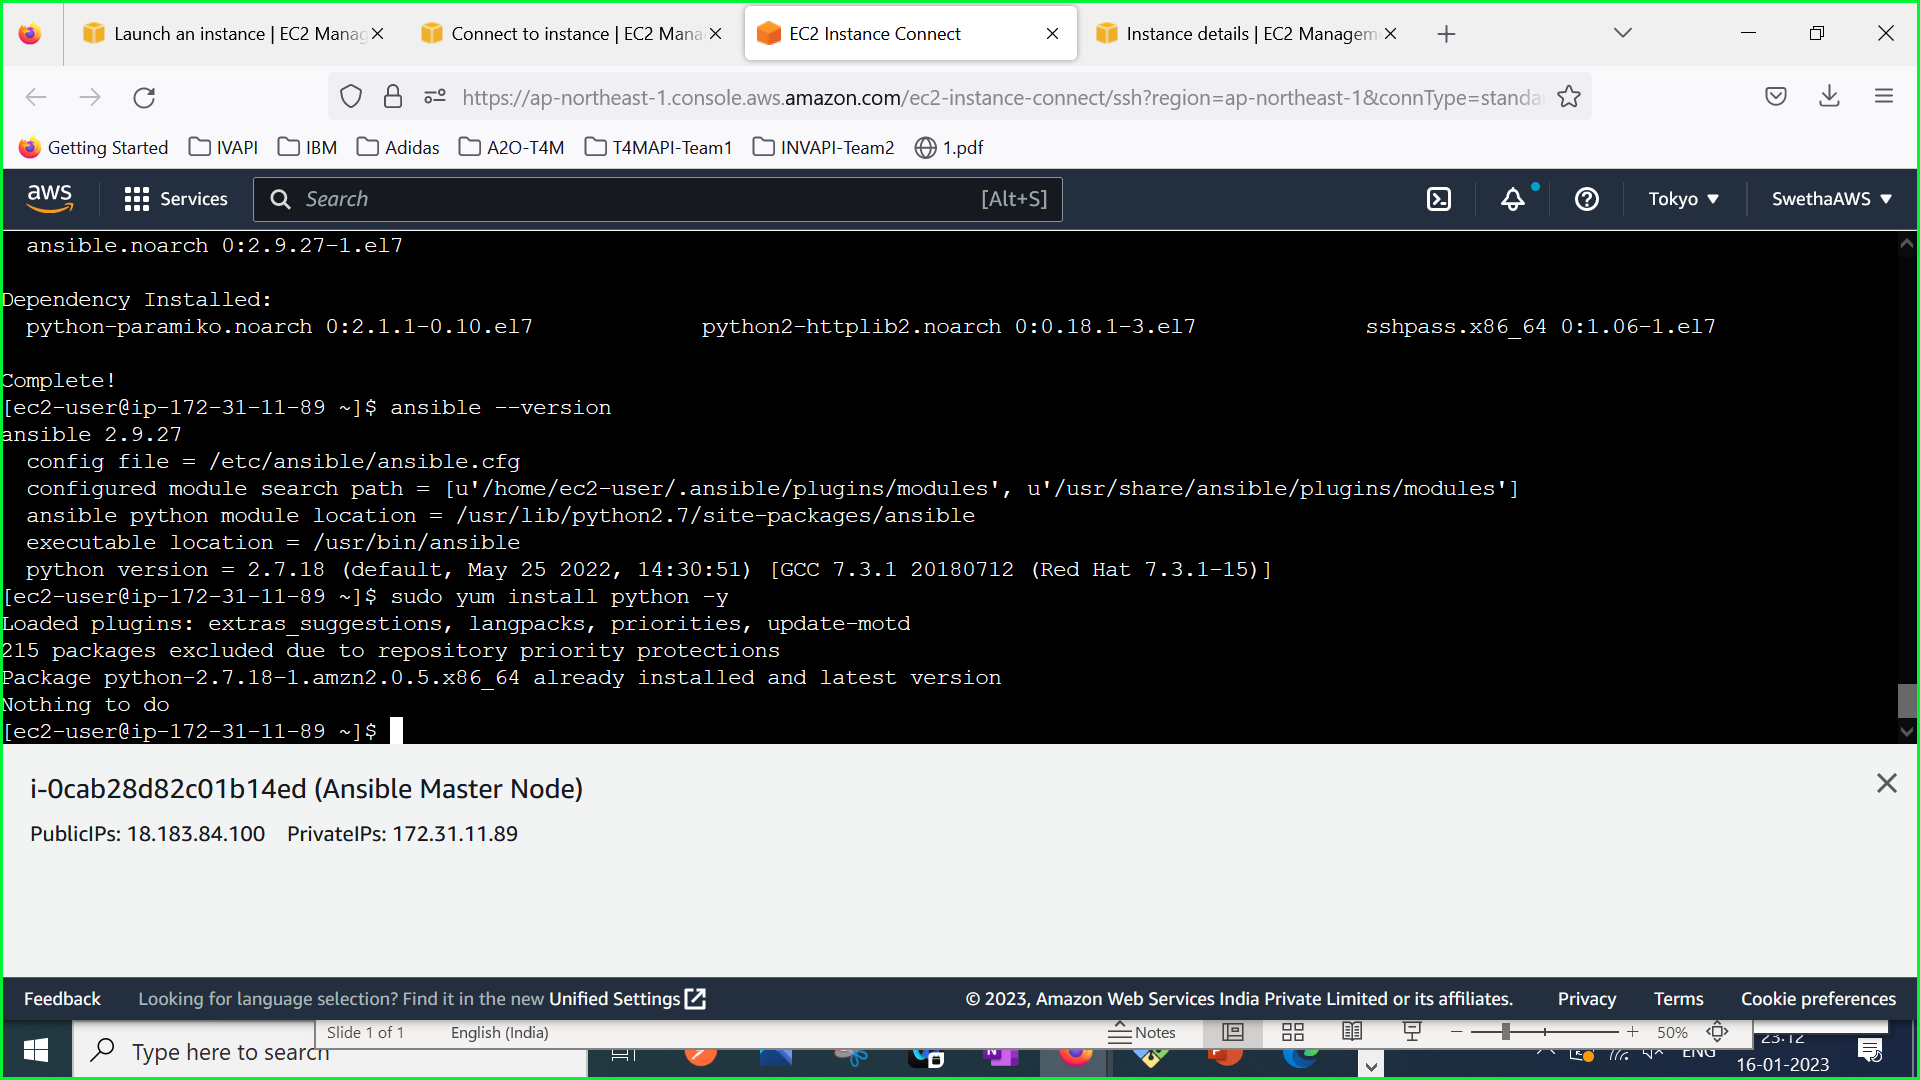 Launch an instance | EC2 Manag
Connect to instance | EC2 Mana
EC2 Instance Connect
Instance details | EC2 Managem
https://ap-northeast-1.console.aws.amazon.com/ec2-instance-connect/ssh?region=ap-northeast-1&connType=standa
Getting Started IVAPI IBM Adidas A2O-T4M T4MAPI-Team1 INVAPI-Team2 1.pdf
aws Services Search [Alt+S] Tokyo SwethaAWS
ansible.noarch 0:2.9.27-1.el7
Dependency Installed:
python-paramiko.noarch 0:2.1.1-0.10.el7 python2-httplib2.noarch 0:0.18.1-3.el7 sshpass.x86_64 0:1.06-1.el7
Complete!
[ec2-user@ip-172-31-11-89 ~]$ ansible --version
ansible 2.9.27
config file = /etc/ansible/ansible.cfg
configured module search path = [u'/home/ec2-user/.ansible/plugins/modules', u'/usr/share/ansible/plugins/modules']
ansible python module location = /usr/lib/python2.7/site-packages/ansible
executable location = /usr/bin/ansible
python version = 2.7.18 (default, May 25 2022, 14:30:51) [GCC 7.3.1 20180712 (Red Hat 7.3.1-15)]
[ec2-user@ip-172-31-11-89 ~]$ sudo yum install python -y
Loaded plugins: extras_suggestions, langpacks, priorities, update-motd
215 packages excluded due to repository priority protections
Package python-2.7.18-1.amzn2.0.5.x86_64 already installed and latest version
Nothing to do
[ec2-user@ip-172-31-11-89 ~]$
i-0cab28d82c01b14ed (Ansible Master Node)
PublicIPs: 18.183.84.100 PrivateIPs: 172.31.11.89
Feedback Looking for language selection? Find it in the new Unified Settings © 2023, Amazon Web Services India Private Limited or its affiliates. Privacy Terms Cookie preferences
Slide 1 of 1 English (India) Notes 50%
Type here to search ENG 23:12
16-01-2023